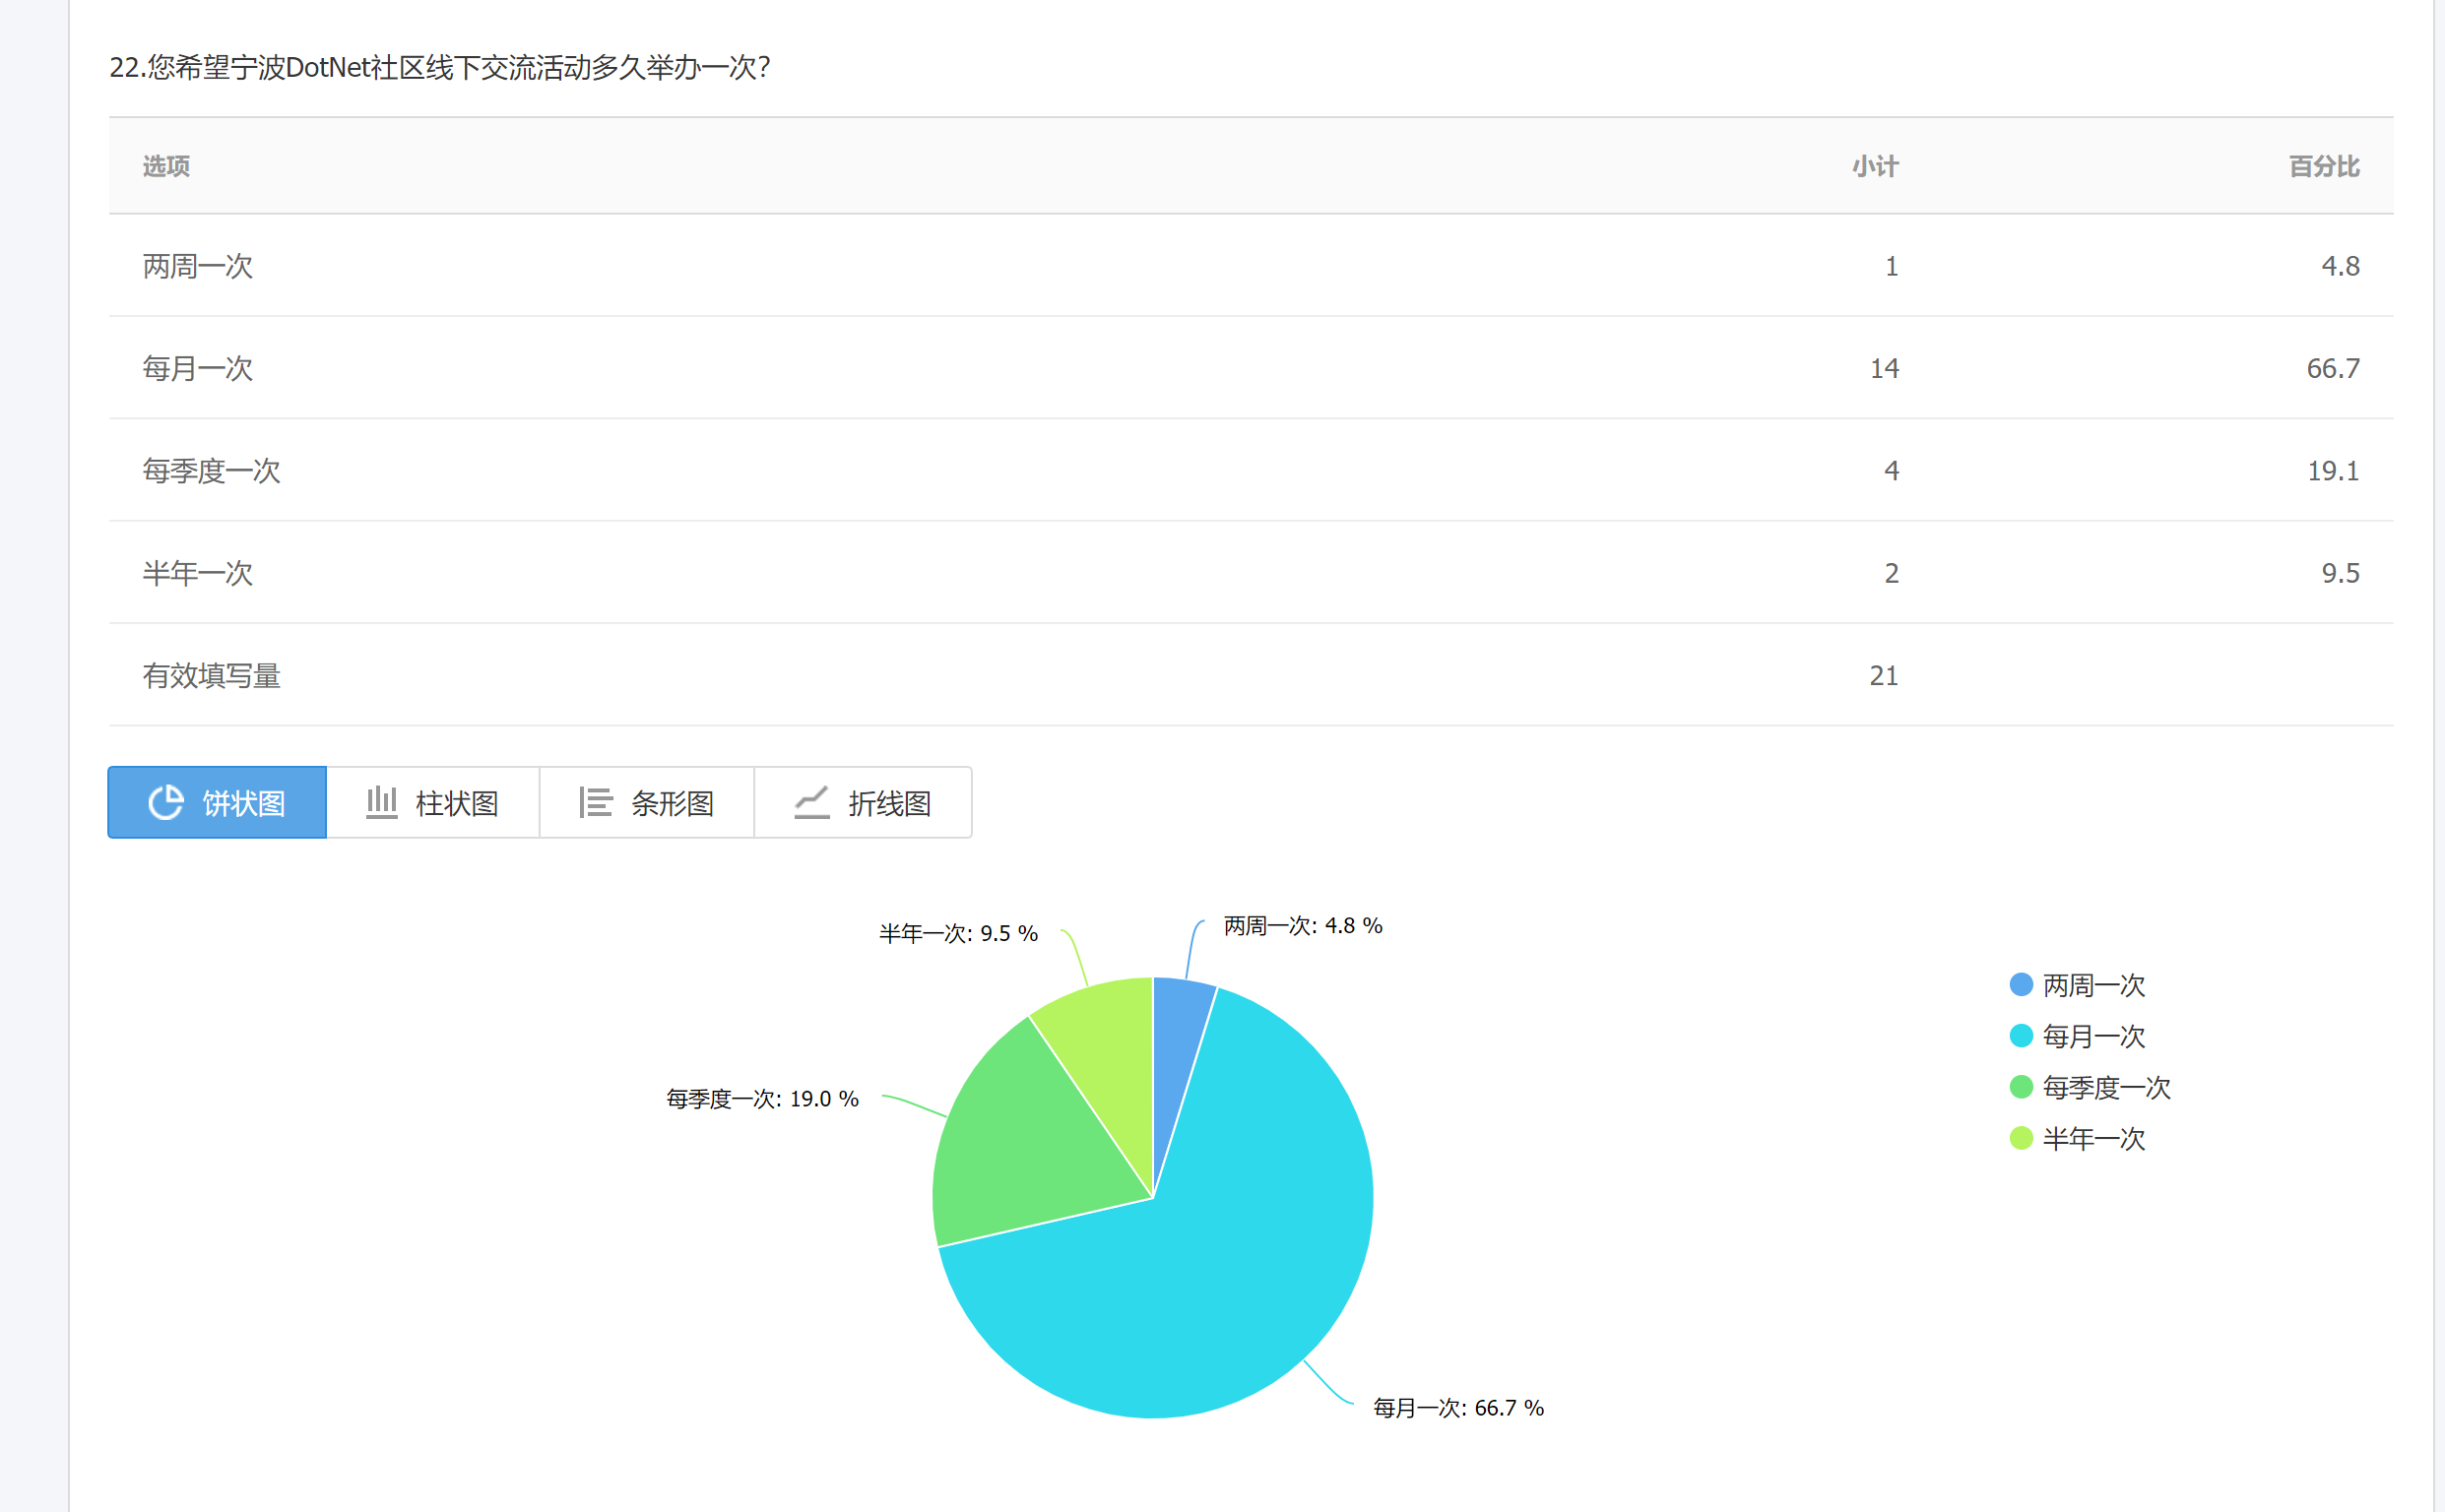 22.您希望宁波DotNet社区线下交流活动多久举办一次?
选项 小计 百分比
两周一次 1 4.8
每月一次 14 66.7
每季度一次 4 19.1
半年一次 2 9.5
有效填写量 21
饼状图 柱状图 条形图 折线图
半年一次: 9.5 % 两周一次: 4.8 %
两周一次
每月一次
每季度一次: 19.0 % 每季度一次
半年一次
每月一次: 66.7 %